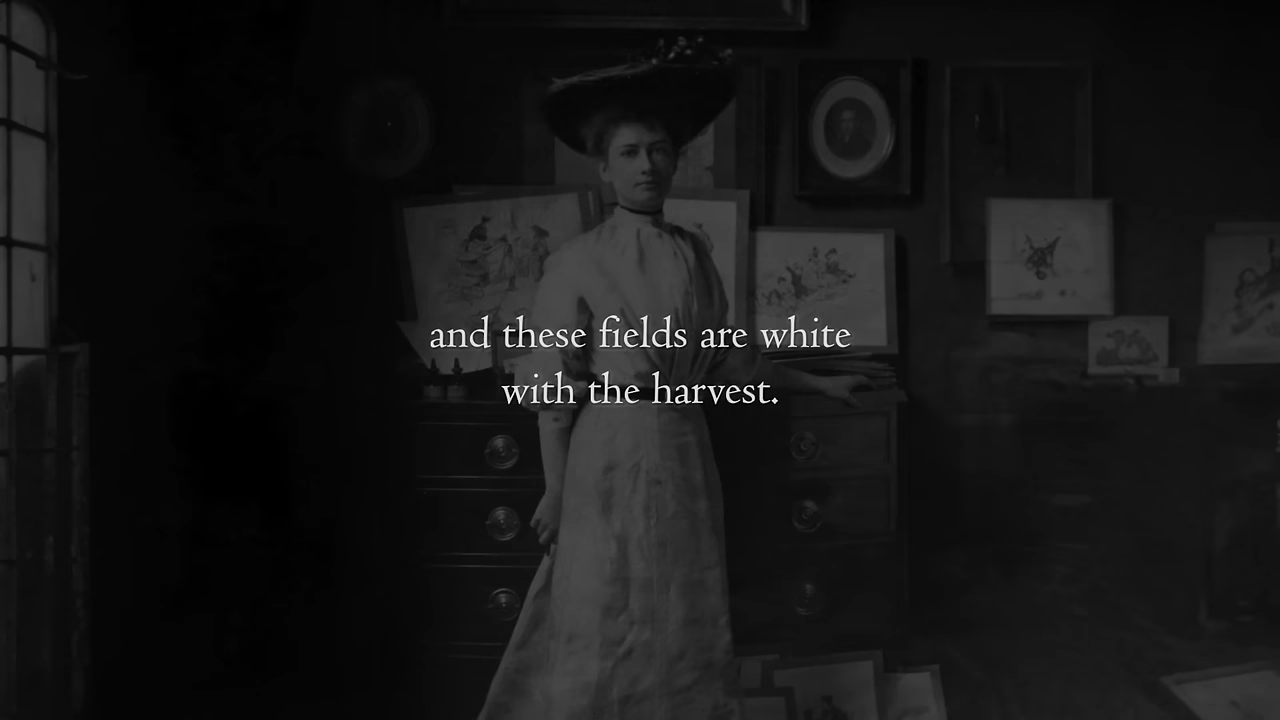 and these fields are white
with the harvest.